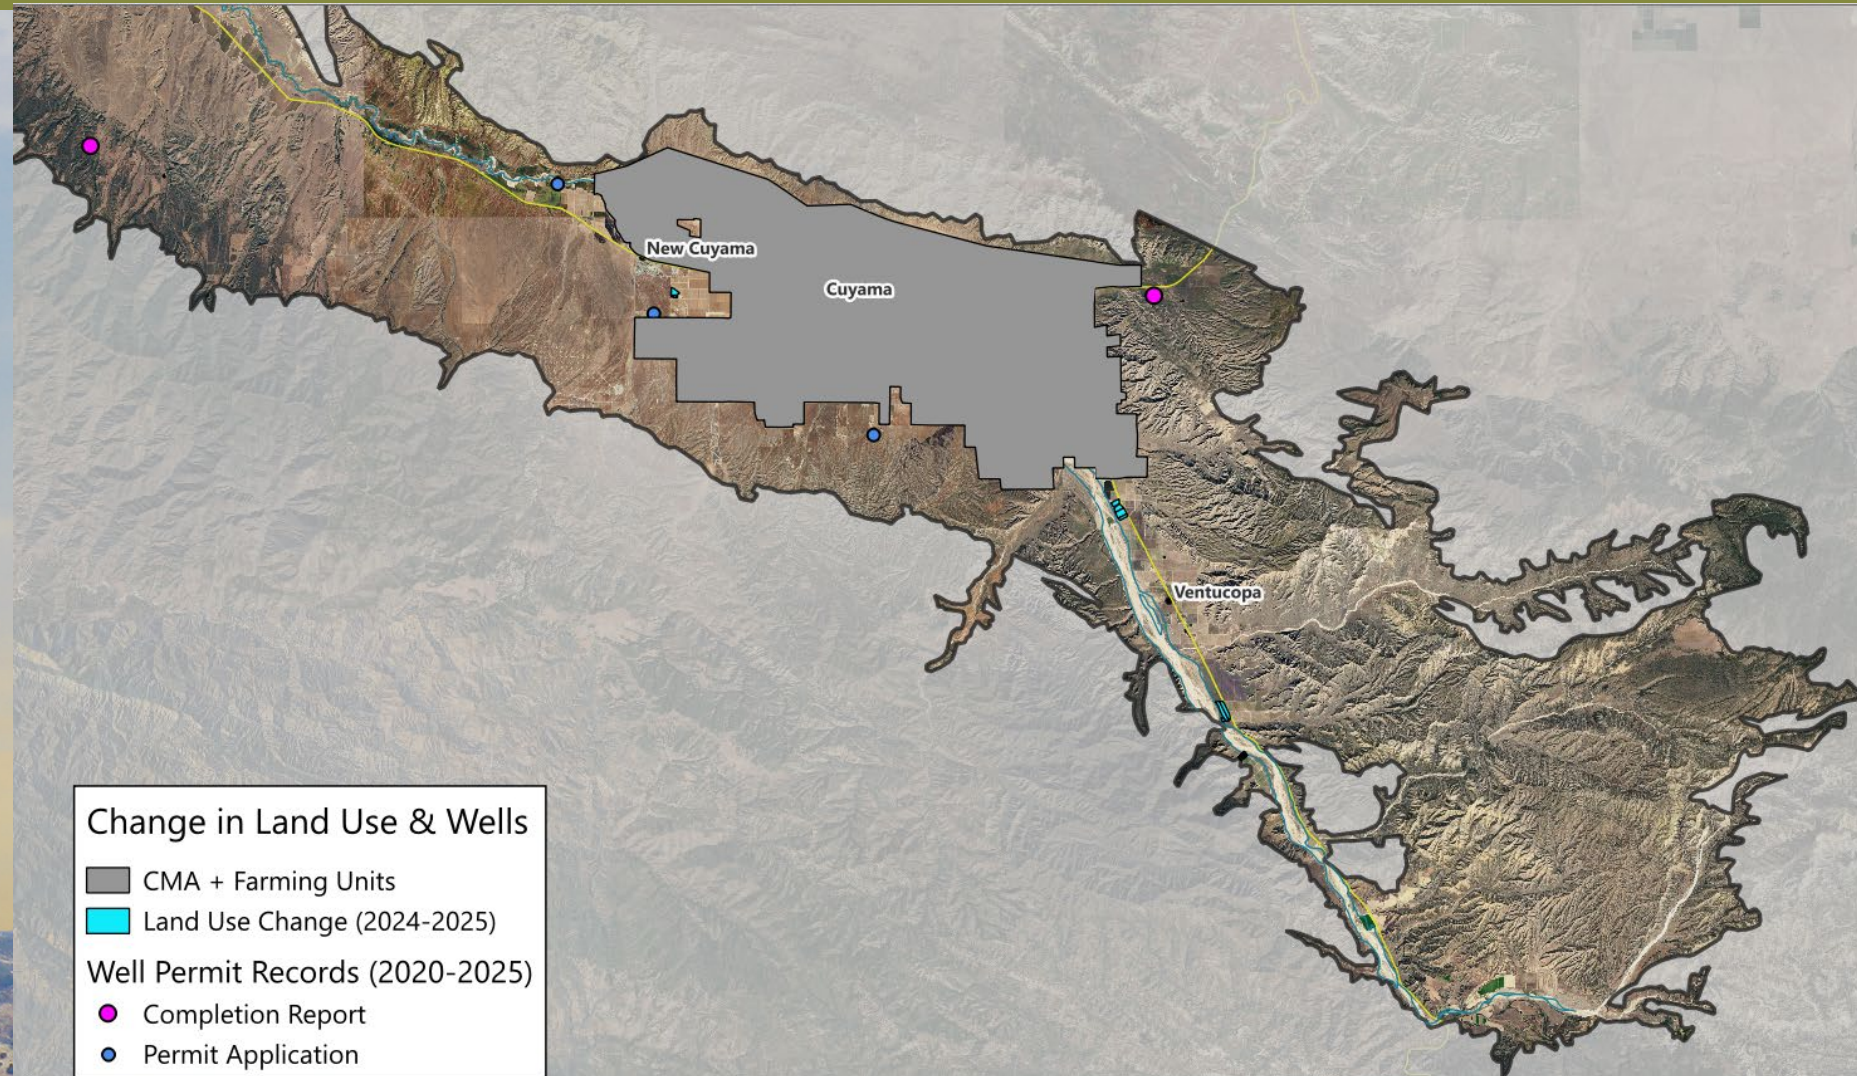 New Cuyama
Cuyama
Ventucopa
Change in Land Use & Wells
CMA + Farming Units
Land Use Change (2024-2025)
Well Permit Records (2020-2025)
Completion Report
Permit Application